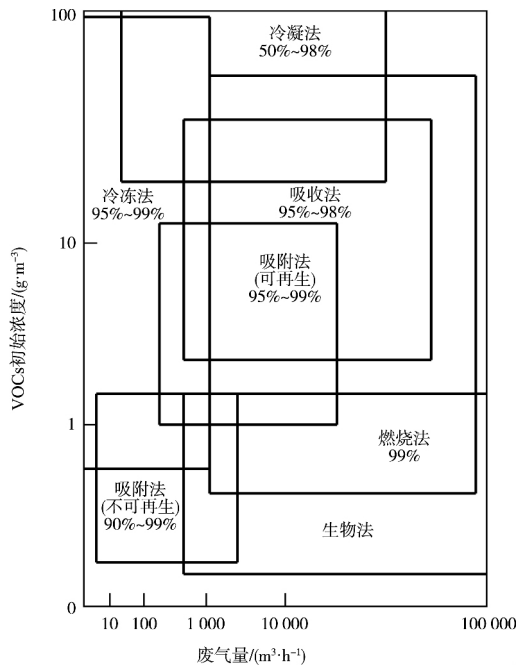 100
冷凝法
50%~98%
冷冻法
95%~99%
吸收法
95%~98%
10
吸附法
(可再生)
95%~99%
VOCs初始浓度/(g·m⁻³)
1
燃烧法
99%
吸附法
(不可再生)
90%~99%
生物法
0
10 100 1 000 10 000 100 000
废气量/(m³·h⁻¹)